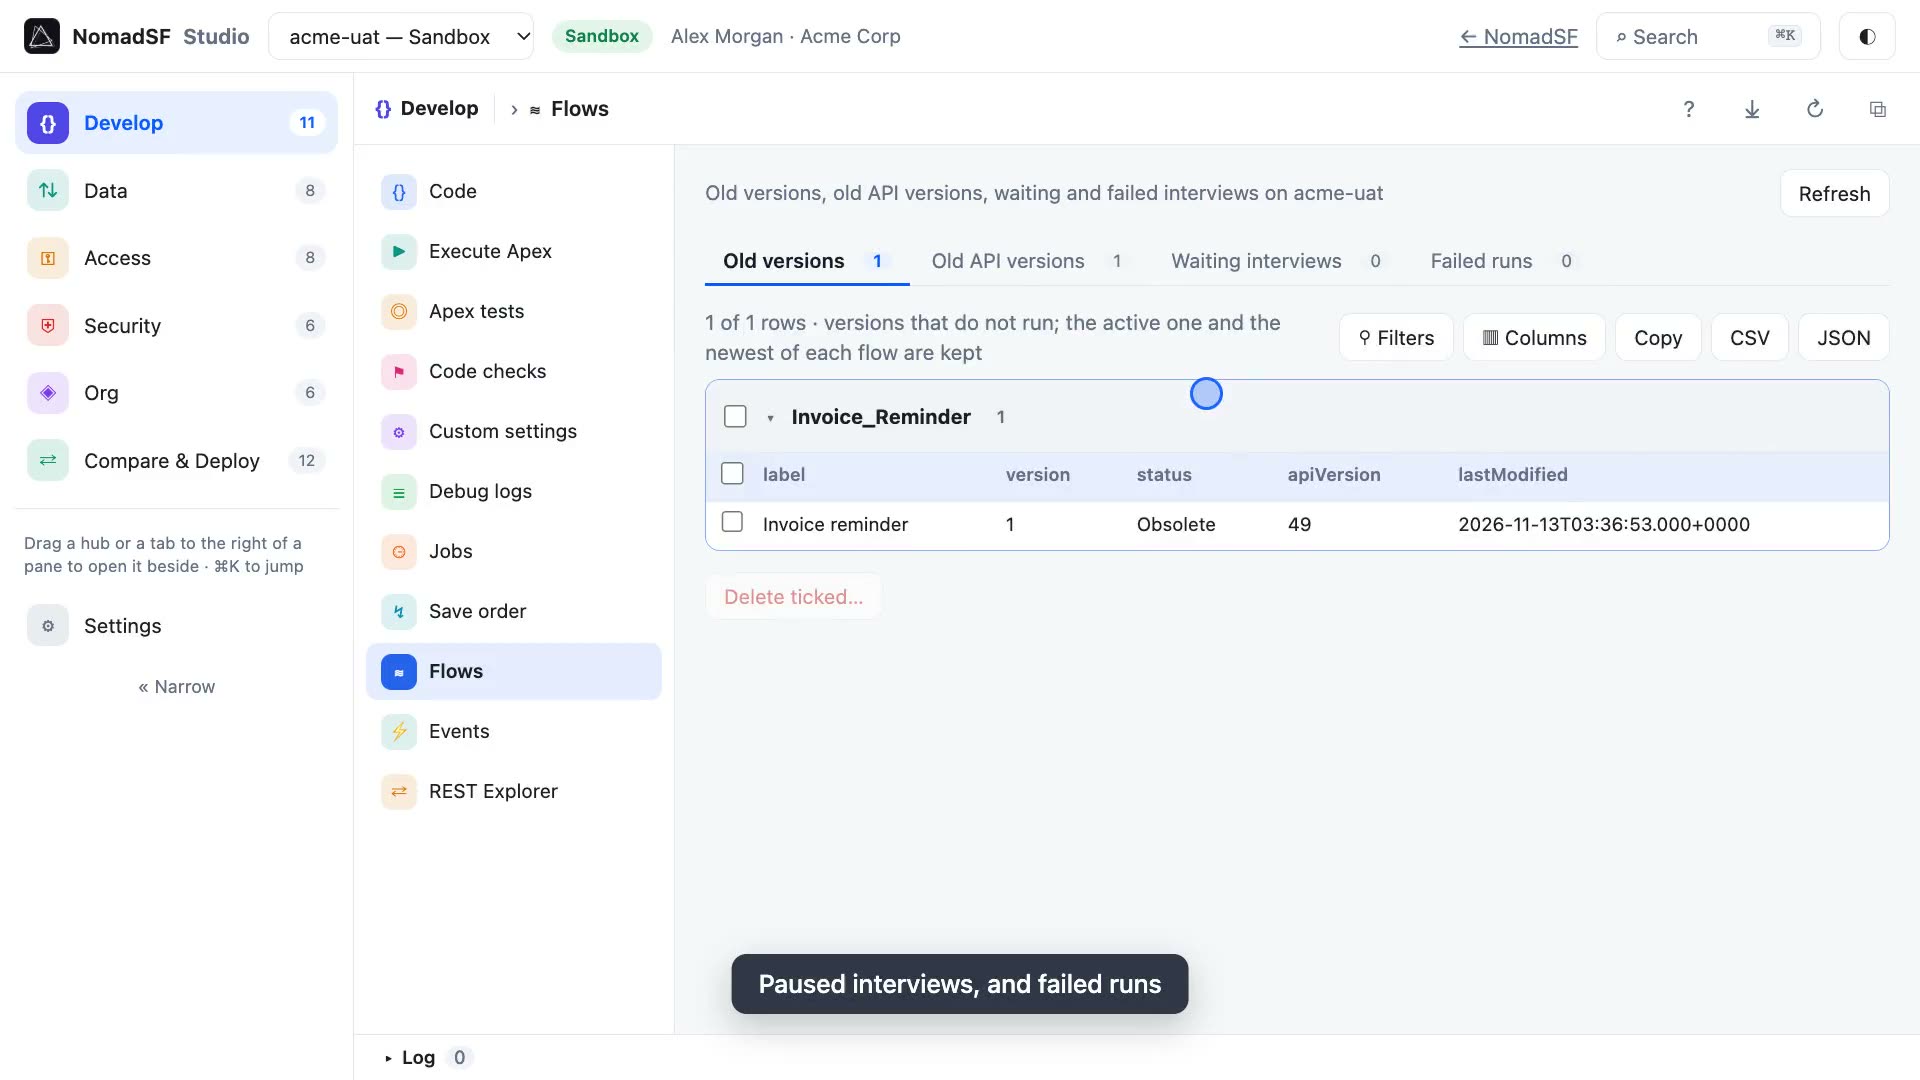 NomadSF Studio
acme-uat — Sandbox
Sandbox
Alex Morgan · Acme Corp
← NomadSF
Search ⌘K
Develop 11
Data 8
Access 8
Security 6
Org 6
Compare & Deploy 12
Drag a hub or a tab to the right of a
pane to open it beside · ⌘K to jump
Settings
« Narrow
{} Develop › ≈ Flows
?
Code
Execute Apex
Apex tests
Code checks
Custom settings
Debug logs
Jobs
Save order
Flows
Events
REST Explorer
Old versions, old API versions, waiting and failed interviews on acme-uat
Refresh
Old versions 1
Old API versions 1
Waiting interviews 0
Failed runs 0
1 of 1 rows · versions that do not run; the active one and the
newest of each flow are kept
Filters
Columns
Copy
CSV
JSON
Invoice_Reminder 1
label version status apiVersion lastModified
Invoice reminder 1 Obsolete 49 2026-11-13T03:36:53.000+0000
Delete ticked...
Paused interviews, and failed runs
Log 0